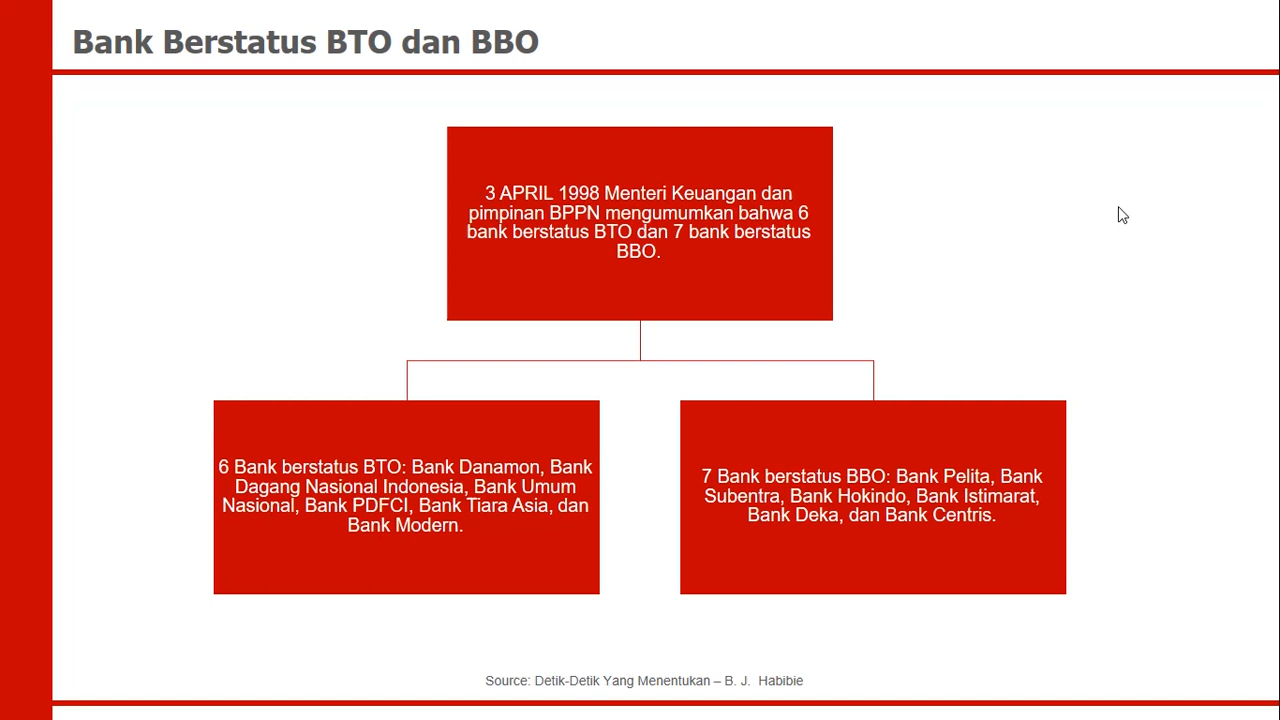 Bank Berstatus BTO dan BBO
3 APRIL 1998 Menteri Keuangan dan
pimpinan BPPN mengumumkan bahwa 6
bank berstatus BTO dan 7 bank berstatus
BBO.
6 Bank berstatus BTO: Bank Danamon, Bank
Dagang Nasional Indonesia, Bank Umum
Nasional, Bank PDFCI, Bank Tiara Asia, dan
Bank Modern.
7 Bank berstatus BBO: Bank Pelita, Bank
Subentra, Bank Hokindo, Bank Istimarat,
Bank Deka, dan Bank Centris.
Source: Detik-Detik Yang Menentukan – B. J.  Habibie